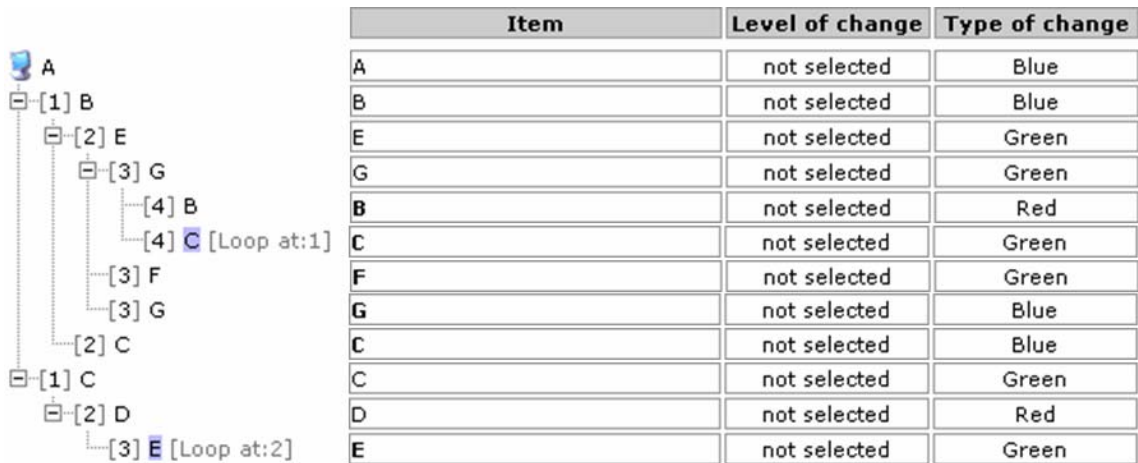 Item Level of change Type of change
A A not selected Blue
[1] B B not selected Blue
[2] E E not selected Green
[3] G G not selected Green
[4] B B not selected Red
[4] C [Loop at:1] C not selected Green
[3] F F not selected Green
[3] G G not selected Blue
[2] C C not selected Blue
[1] C C not selected Green
[2] D D not selected Red
[3] E [Loop at:2] E not selected Green